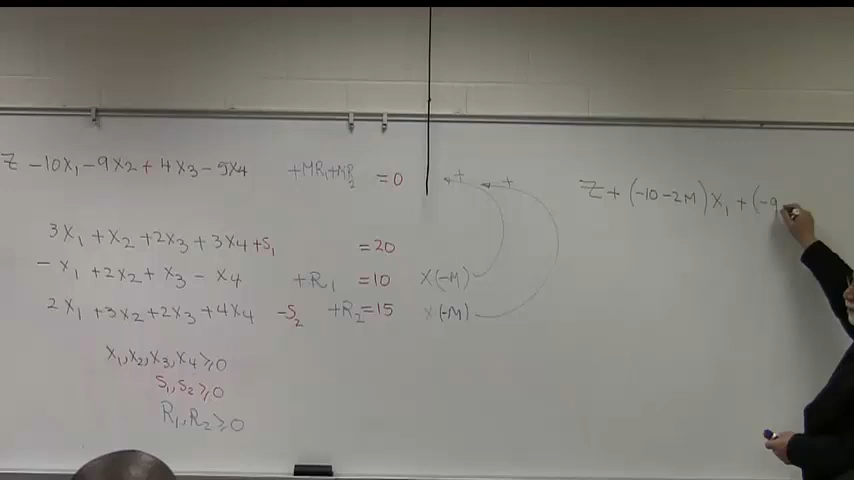 Z -10X₁ -9X₂ + 4X₃ -5X4 +MR₁+MR₂ = 0
3X₁ + X₂ +2X₃ + 3X4 +S₁ = 20
- X₁ +2X₂ + X₃ - X4 +R₁ = 10 X(-M) +
2X₁ +3X₂ +2X₃ +4X4 -S₂ +R₂ = 15 X(-M) +
X₁,X₂,X₃,X4 ≥ 0
S₁,S₂ ≥ 0
R₁,R₂ ≥ 0
Z + (-10-2M) X₁ + (-9